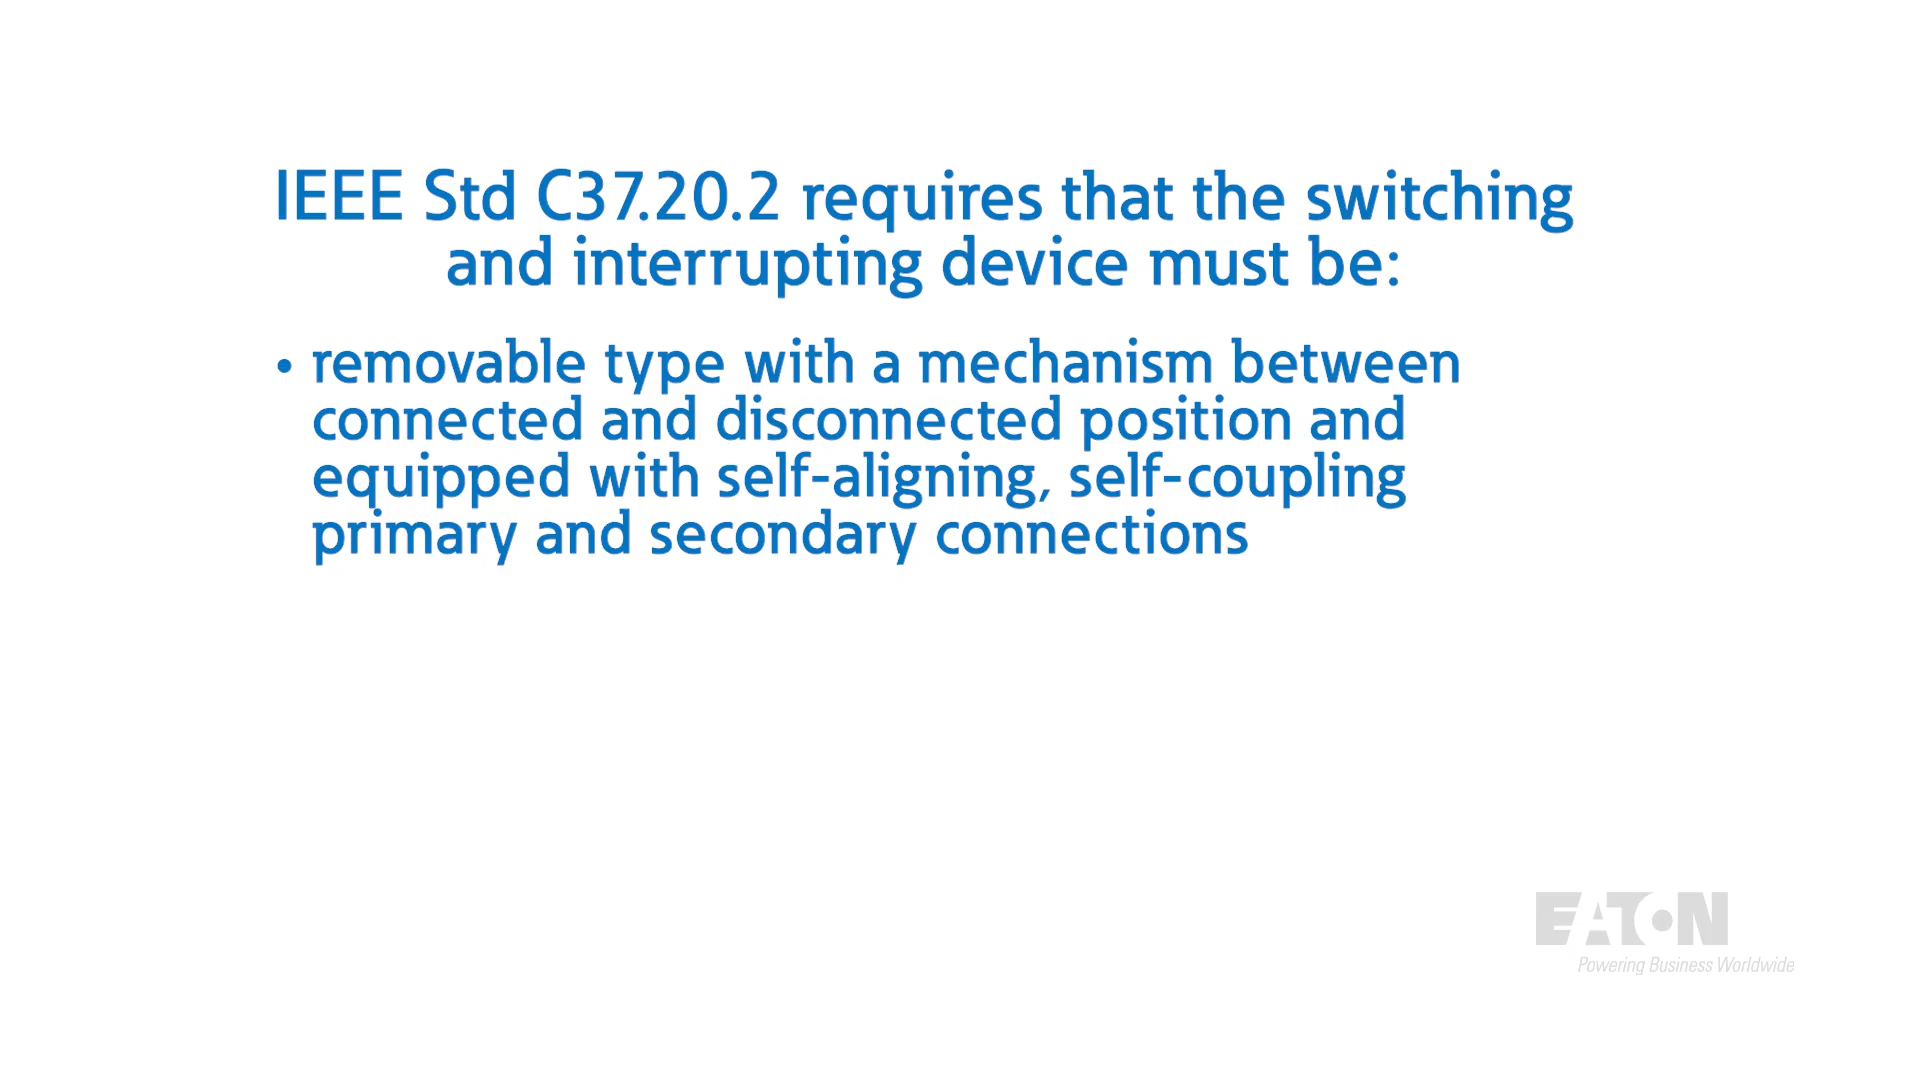 IEEE Std C37.20.2 requires that the switching
and interrupting device must be:
• removable type with a mechanism between
connected and disconnected position and
equipped with self-aligning, self-coupling
primary and secondary connections
EATON
Powering Business Worldwide